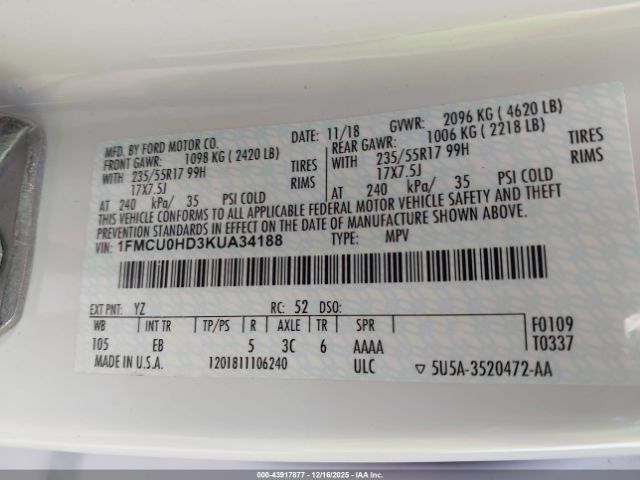 MFD. BY FORD MOTOR CO.
DATE: 11/18 GVWR: 2096 KG ( 4620 LB)
FRONT GAWR: 1098 KG ( 2420 LB) REAR GAWR: 1006 KG ( 2218 LB)
WITH 235/55R17 99H TIRES WITH 235/55R17 99H TIRES
17X7.5J RIMS 17X7.5J RIMS
AT 240 kPa/ 35 PSI COLD AT 240 kPa/ 35 PSI COLD
THIS VEHICLE CONFORMS TO ALL APPLICABLE FEDERAL MOTOR VEHICLE SAFETY AND THEFT
PREVENTION STANDARDS IN EFFECT ON THE DATE OF MANUFACTURE SHOWN ABOVE.
VIN: 1FMCU0HD3KUA34188 TYPE: MPV
EXT PNT: YZ RC: 52 DSO:
WB INT TR TP/PS R AXLE TR SPR F0109
105 EB 5 3C 6 AAAA T0337
MADE IN U.S.A. 1201811106240 ULC ▽ 5U5A-3520472-AA
000-43917877 - 12/16/2025 - IAA Inc.